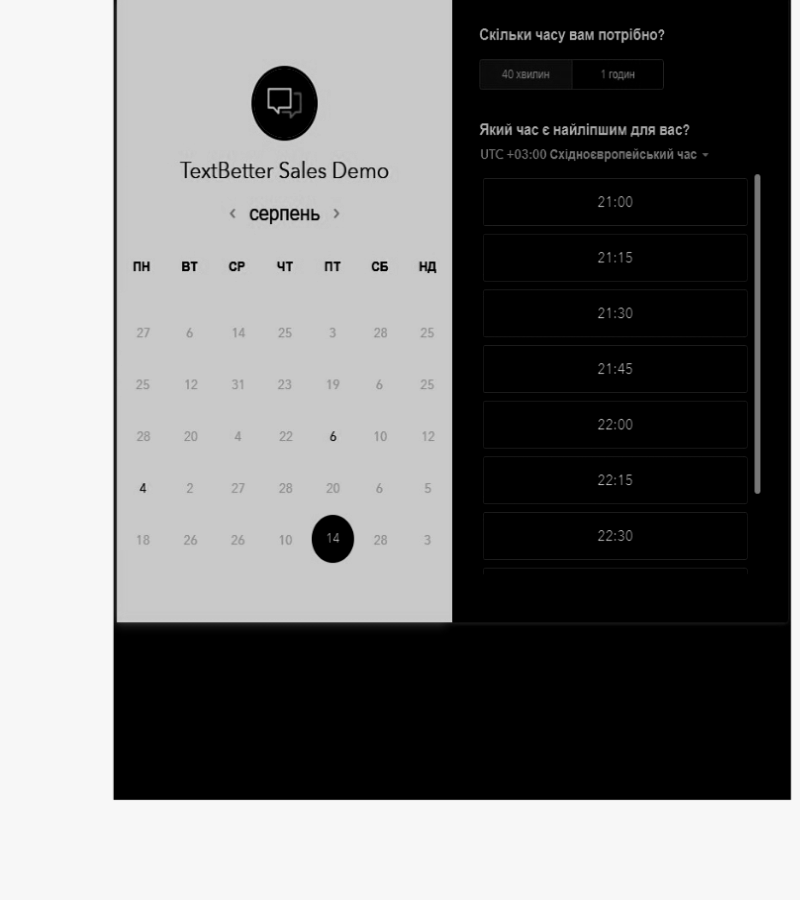 TextBetter Sales Demo
‹ серпень ›
ПН ВТ СР ЧТ ПТ СБ НД
27 6 14 25 3 28 25
25 12 31 23 19 6 25
28 20 4 22 6 10 12
4 2 27 28 20 6 5
18 26 26 10 14 28 3
Скільки часу вам потрібно?
40 хвилин 1 годин
Який час є найліпшим для вас?
UTC +03:00 Східноєвропейський час
21:00
21:15
21:30
21:45
22:00
22:15
22:30